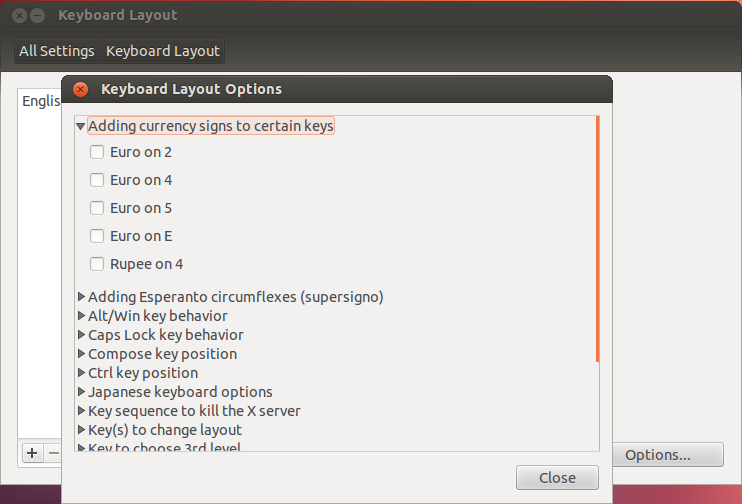 Keyboard Layout
All Settings Keyboard Layout
Keyboard Layout Options
Englis
Adding currency signs to certain keys
Euro on 2
Euro on 4
Euro on 5
Euro on E
Rupee on 4
Adding Esperanto circumflexes (supersigno)
Alt/Win key behavior
Caps Lock key behavior
Compose key position
Ctrl key position
Japanese keyboard options
Key sequence to kill the X server
Key(s) to change layout
Key to choose 3rd level
Options...
Close